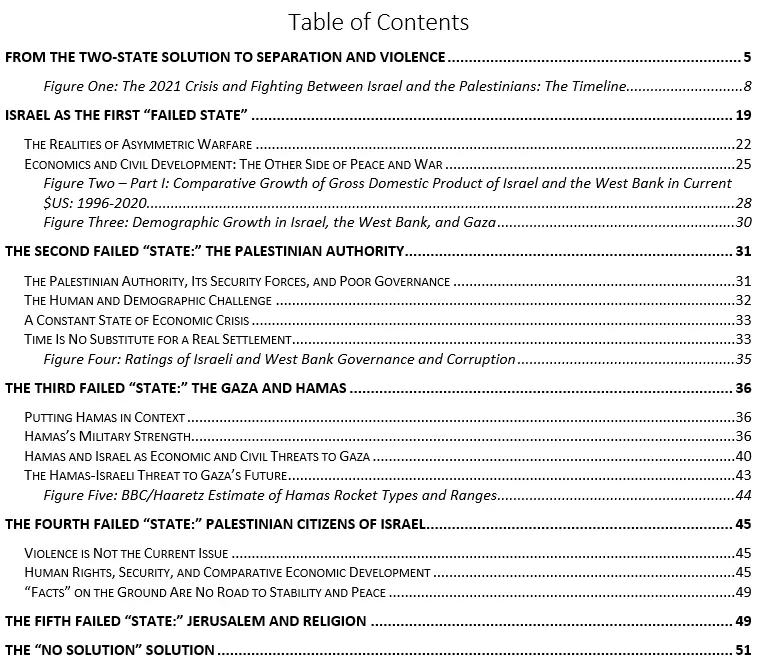 Table of Contents
FROM THE TWO-STATE SOLUTION TO SEPARATION AND VIOLENCE.......................................................................5
Figure One: The 2021 Crisis and Fighting Between Israel and the Palestinians: The Timeline............................8
ISRAEL AS THE FIRST “FAILED STATE” .......................................................................19
THE REALITIES OF ASYMMETRIC WARFARE .......................................................................22
ECONOMICS AND CIVIL DEVELOPMENT: THE OTHER SIDE OF PEACE AND WAR .......................................................................25
Figure Two – Part I: Comparative Growth of Gross Domestic Product of Israel and the West Bank in Current
$US: 1996-2020.......................................................................28
Figure Three: Demographic Growth in Israel, the West Bank, and Gaza.......................................................................30
THE SECOND FAILED “STATE:” THE PALESTINIAN AUTHORITY.......................................................................31
THE PALESTINIAN AUTHORITY, ITS SECURITY FORCES, AND POOR GOVERNANCE .......................................................................31
THE HUMAN AND DEMOGRAPHIC CHALLENGE .......................................................................32
A CONSTANT STATE OF ECONOMIC CRISIS .......................................................................33
TIME IS NO SUBSTITUTE FOR A REAL SETTLEMENT.......................................................................33
Figure Four: Ratings of Israeli and West Bank Governance and Corruption.......................................................................35
THE THIRD FAILED “STATE:” THE GAZA AND HAMAS .......................................................................36
PUTTING HAMAS IN CONTEXT .......................................................................36
HAMAS’S MILITARY STRENGTH.......................................................................36
HAMAS AND ISRAEL AS ECONOMIC AND CIVIL THREATS TO GAZA .......................................................................40
THE HAMAS-ISRAELI THREAT TO GAZA’S FUTURE.......................................................................43
Figure Five: BBC/Haaretz Estimate of Hamas Rocket Types and Ranges.......................................................................44
THE FOURTH FAILED “STATE:” PALESTINIAN CITIZENS OF ISRAEL.......................................................................45
VIOLENCE IS NOT THE CURRENT ISSUE .......................................................................45
HUMAN RIGHTS, SECURITY, AND COMPARATIVE ECONOMIC DEVELOPMENT .......................................................................45
“FACTS” ON THE GROUND ARE NO ROAD TO STABILITY AND PEACE .......................................................................49
THE FIFTH FAILED “STATE:” JERUSALEM AND RELIGION .......................................................................49
THE “NO SOLUTION” SOLUTION.......................................................................51